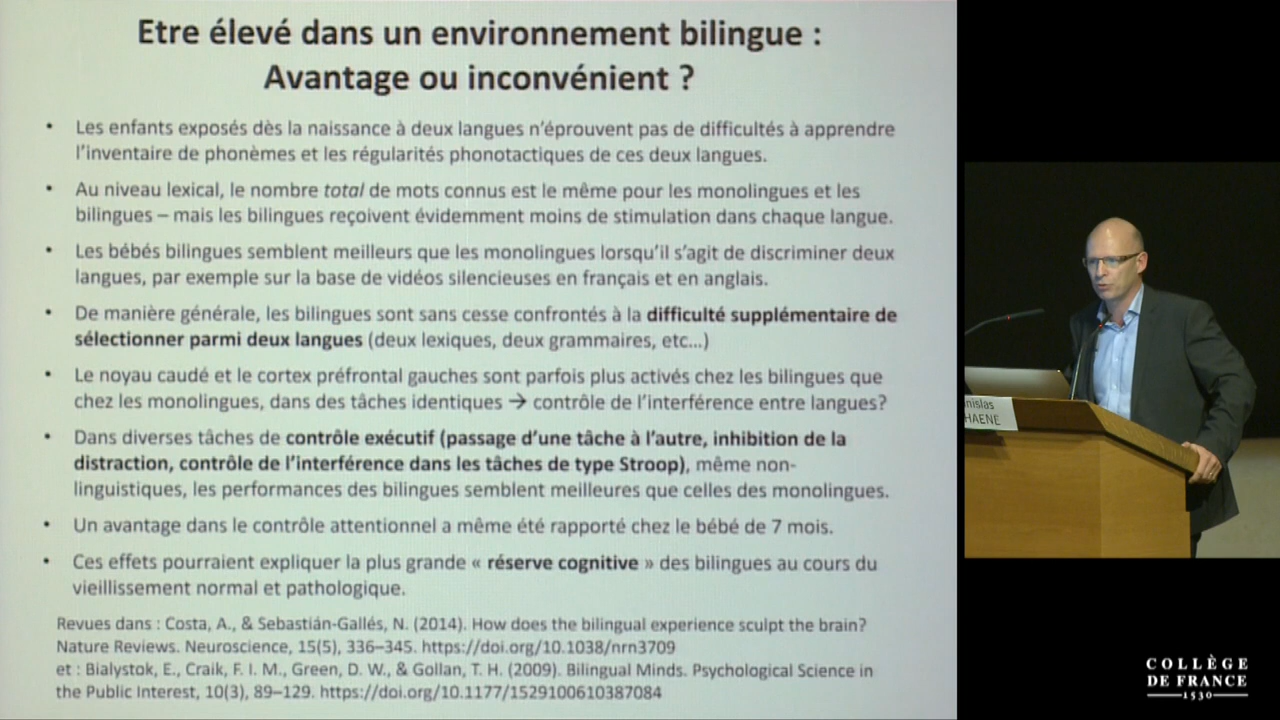 Etre élevé dans un environnement bilingue :
Avantage ou inconvénient ?
• Les enfants exposés dès la naissance à deux langues n'éprouvent pas de difficultés à apprendre
l'inventaire de phonèmes et les régularités phonotactiques de ces deux langues.
• Au niveau lexical, le nombre total de mots connus est le même pour les monolingues et les
bilingues – mais les bilingues reçoivent évidemment moins de stimulation dans chaque langue.
• Les bébés bilingues semblent meilleurs que les monolingues lorsqu'il s'agit de discriminer deux
langues, par exemple sur la base de vidéos silencieuses en français et en anglais.
• De manière générale, les bilingues sont sans cesse confrontés à la difficulté supplémentaire de
sélectionner parmi deux langues (deux lexiques, deux grammaires, etc...)
• Le noyau caudé et le cortex préfrontal gauches sont parfois plus activés chez les bilingues que
chez les monolingues, dans des tâches identiques → contrôle de l'interférence entre langues?
• Dans diverses tâches de contrôle exécutif (passage d'une tâche à l'autre, inhibition de la
distraction, contrôle de l'interférence dans les tâches de type Stroop), même non-
linguistiques, les performances des bilingues semblent meilleures que celles des monolingues.
• Un avantage dans le contrôle attentionnel a même été rapporté chez le bébé de 7 mois.
• Ces effets pourraient expliquer la plus grande « réserve cognitive » des bilingues au cours du
vieillissement normal et pathologique.
Revues dans : Costa, A., & Sebastián-Gallés, N. (2014). How does the bilingual experience sculpt the brain?
Nature Reviews. Neuroscience, 15(5), 336–345. https://doi.org/10.1038/nrn3709
et : Bialystok, E., Craik, F. I. M., Green, D. W., & Gollan, T. H. (2009). Bilingual Minds. Psychological Science in
the Public Interest, 10(3), 89–129. https://doi.org/10.1177/1529100610387084
nislas
HAENE
COLLÈGE
DE FRANCE
1530